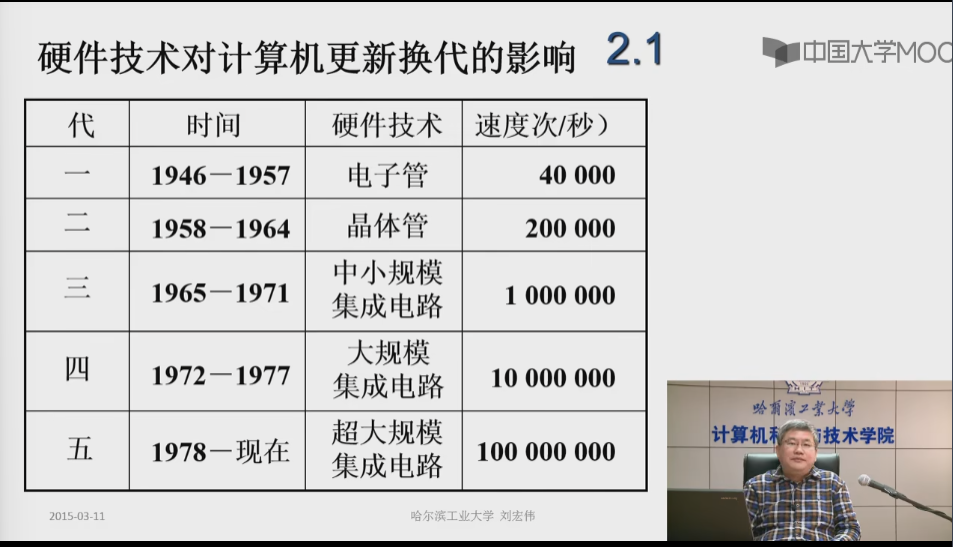 硬件技术对计算机更新换代的影响 2.1
中国大学MOO
代 时间 硬件技术 速度次/秒）
一 1946－1957 电子管 40 000
二 1958－1964 晶体管 200 000
三 1965－1971 中小规模
集成电路 1 000 000
四 1972－1977 大规模
集成电路 10 000 000
五 1978－现在 超大规模
集成电路 100 000 000
哈尔滨工业大学
计算机科 技术学院
2015-03-11 哈尔滨工业大学 刘宏伟